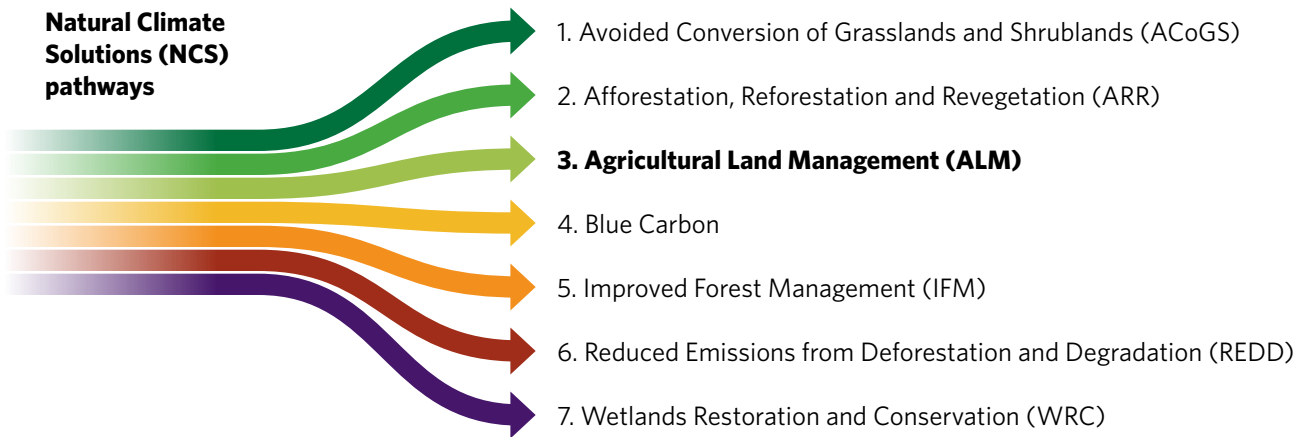 Natural Climate
Solutions (NCS)
pathways
1. Avoided Conversion of Grasslands and Shrublands (ACoGS)
2. Afforestation, Reforestation and Revegetation (ARR)
3. Agricultural Land Management (ALM)
4. Blue Carbon
5. Improved Forest Management (IFM)
6. Reduced Emissions from Deforestation and Degradation (REDD)
7. Wetlands Restoration and Conservation (WRC)